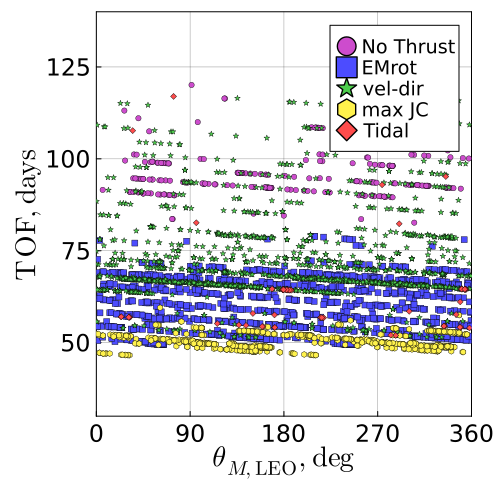 No Thrust
EMrot
vel-dir
max JC
Tidal
125
100
75
50
TOF, days
0 90 180 270 360
θM, LEO, deg